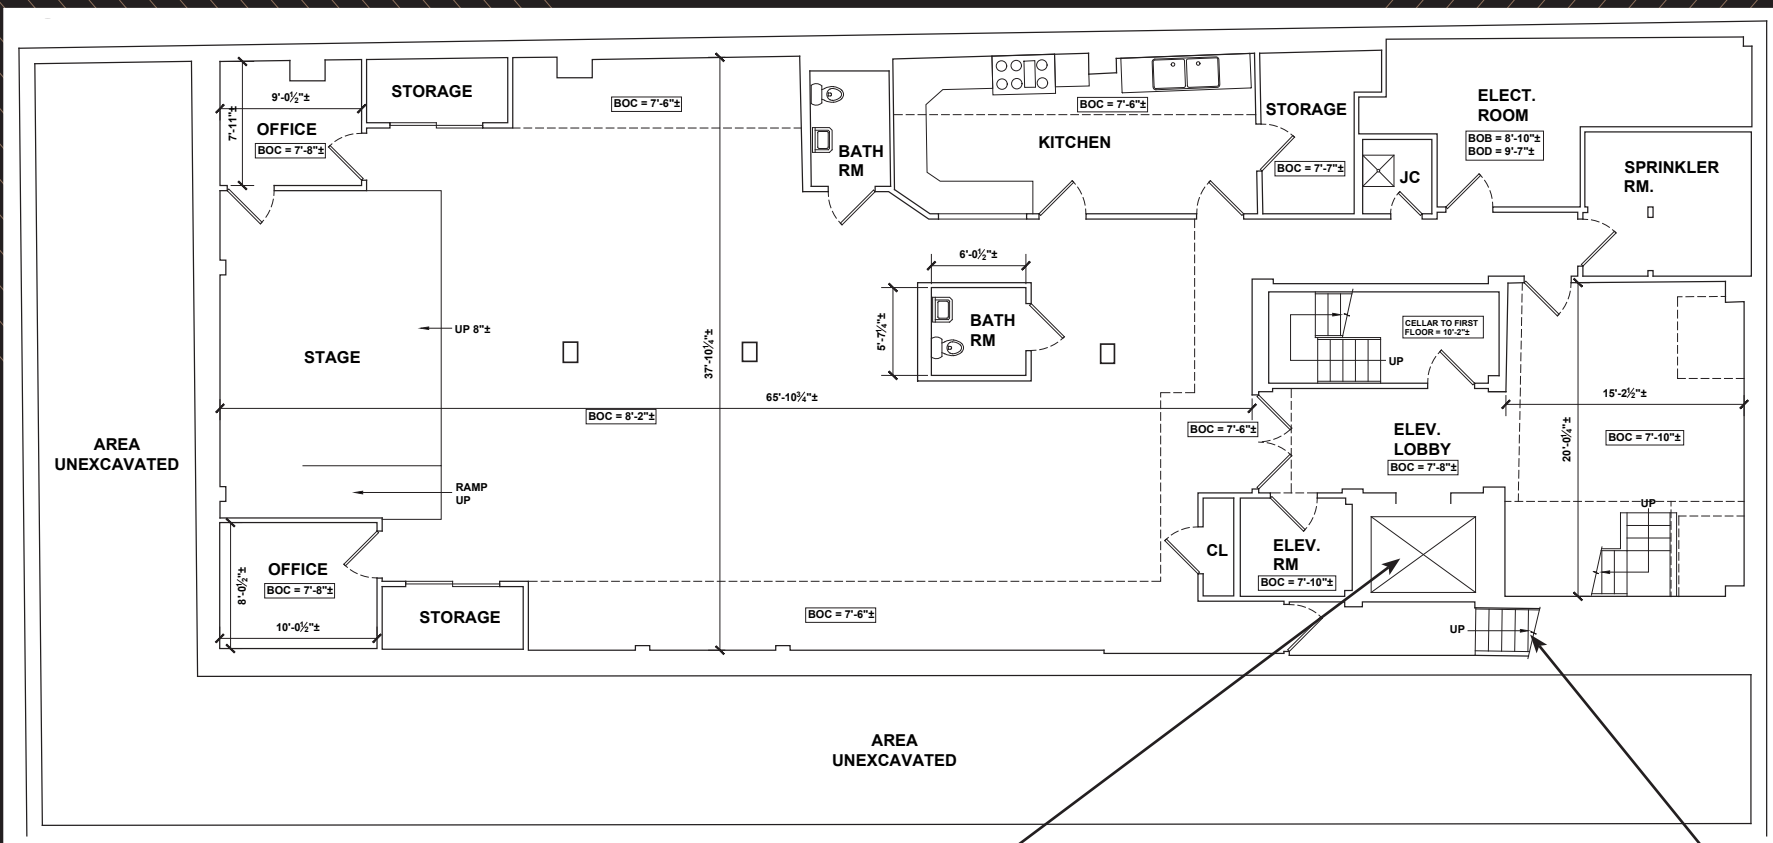 9'-0½"±
7'-11"±
OFFICE
BOC = 7'-8"±
STORAGE
BOC = 7'-6"±
BATH
RM
BOC = 7'-6"±
KITCHEN
STORAGE
BOC = 7'-7"±
JC
ELECT.
ROOM
BOB = 8'-10"±
BOD = 9'-7"±
SPRINKLER
RM.
UP 8"±
STAGE
37'-10¼"±
6'-0½"±
5'-7¼"±
BATH
RM
CELLAR TO FIRST
FLOOR = 10'-2"±
UP
65'-10¾"±
BOC = 8'-2"±
BOC = 7'-6"±
ELEV.
LOBBY
BOC = 7'-8"±
15'-2½"±
20'-0¼"±
BOC = 7'-10"±
UP
AREA
UNEXCAVATED
RAMP
UP
OFFICE
BOC = 7'-8"±
8'-0½"±
10'-0½"±
STORAGE
BOC = 7'-6"±
CL
ELEV.
RM
BOC = 7'-10"±
UP
AREA
UNEXCAVATED